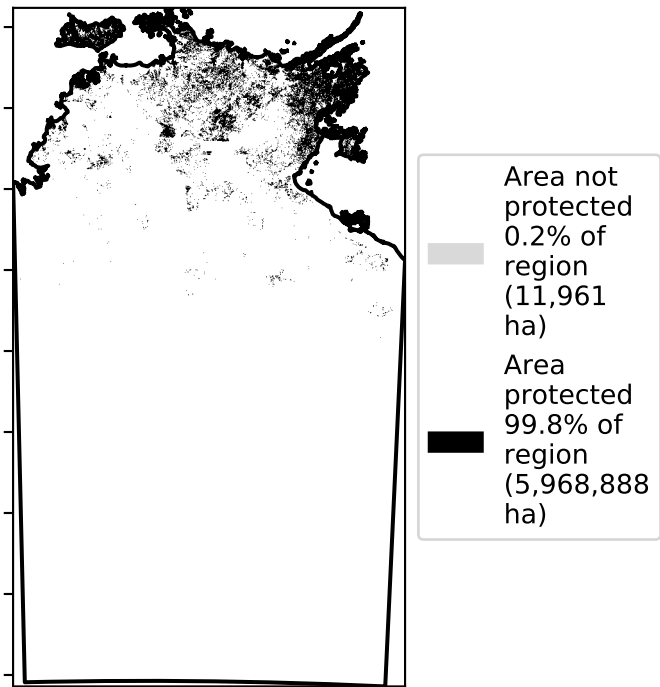 Area not
protected
0.2% of
region
(11,961
ha)
Area
protected
99.8% of
region
(5,968,888
ha)